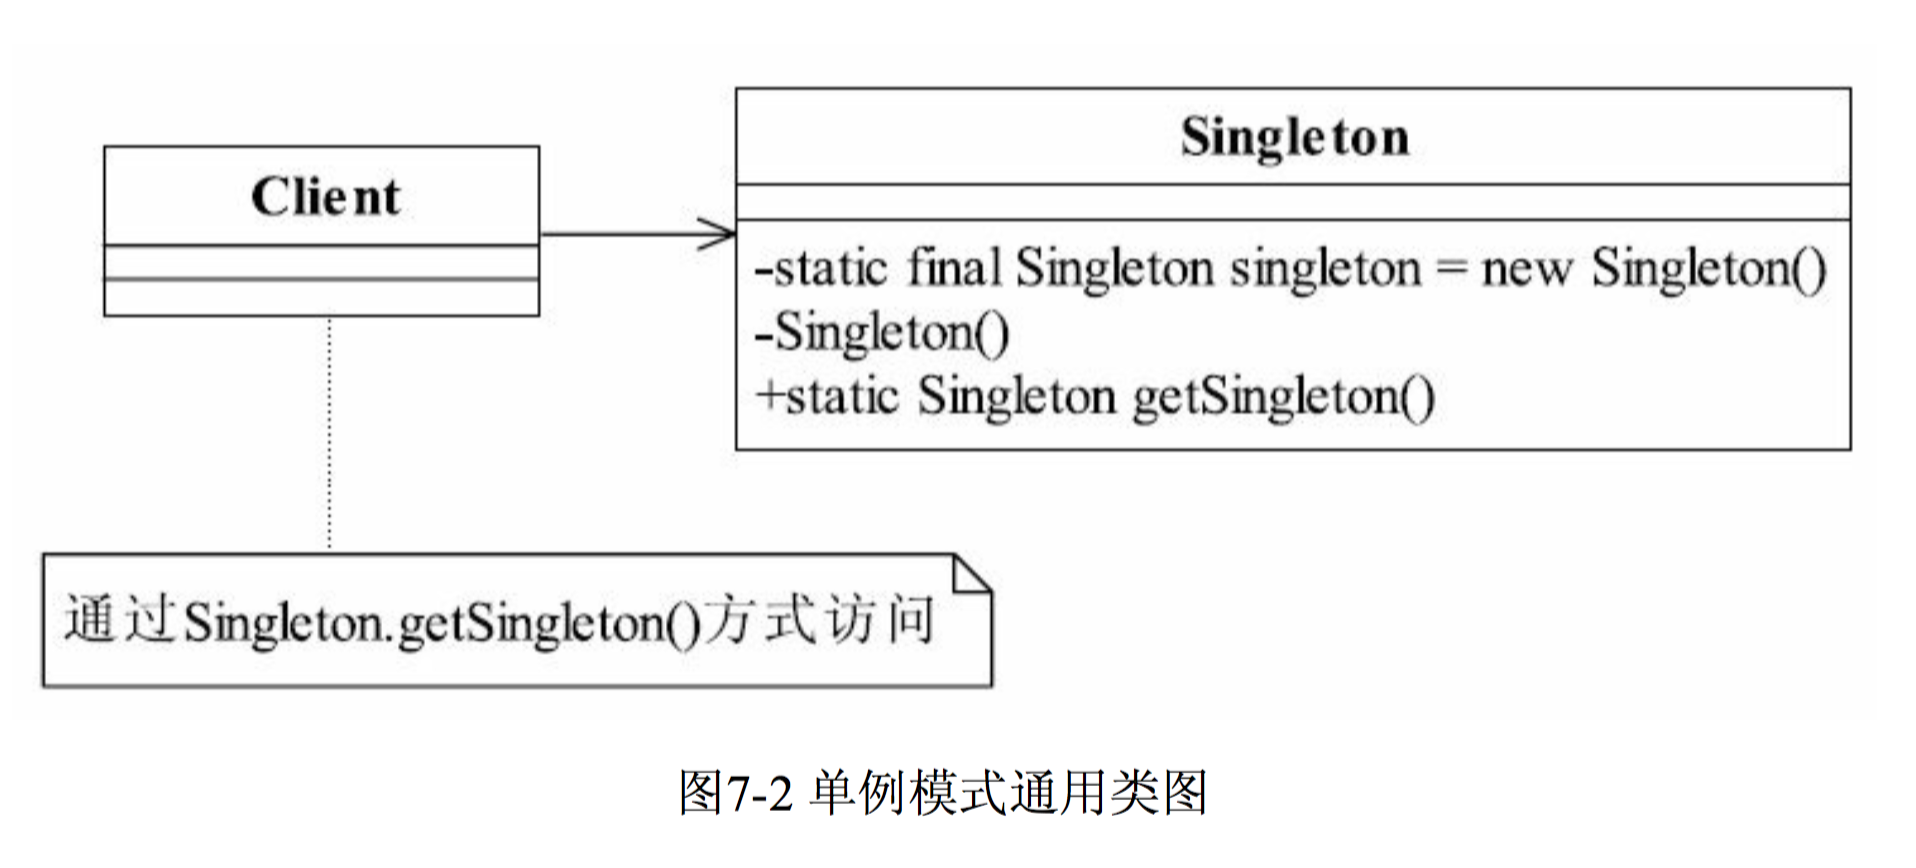 Client
Singleton
-static final Singleton singleton = new Singleton()
-Singleton()
+static Singleton getSingleton()
通过Singleton.getSingleton()方式访问
图7-2 单例模式通用类图